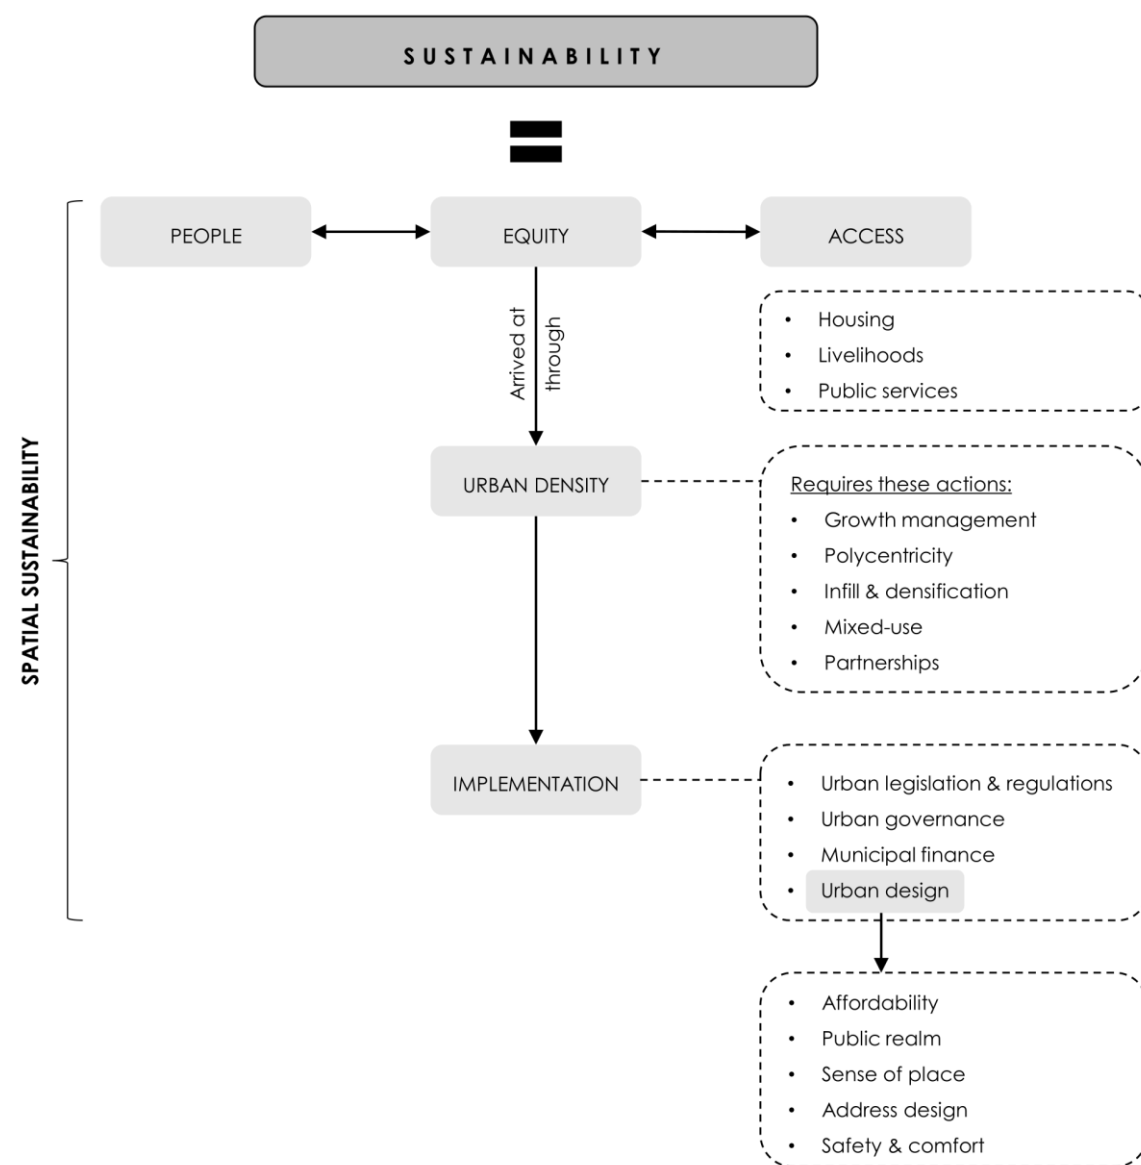 SUSTAINABILITY
PEOPLE
EQUITY
ACCESS
Arrived at
through
• Housing
• Livelihoods
• Public services
SPATIAL SUSTAINABILITY
URBAN DENSITY
Requires these actions:
• Growth management
• Polycentricity
• Infill & densification
• Mixed-use
• Partnerships
IMPLEMENTATION
• Urban legislation & regulations
• Urban governance
• Municipal finance
• Urban design
• Affordability
• Public realm
• Sense of place
• Address design
• Safety & comfort